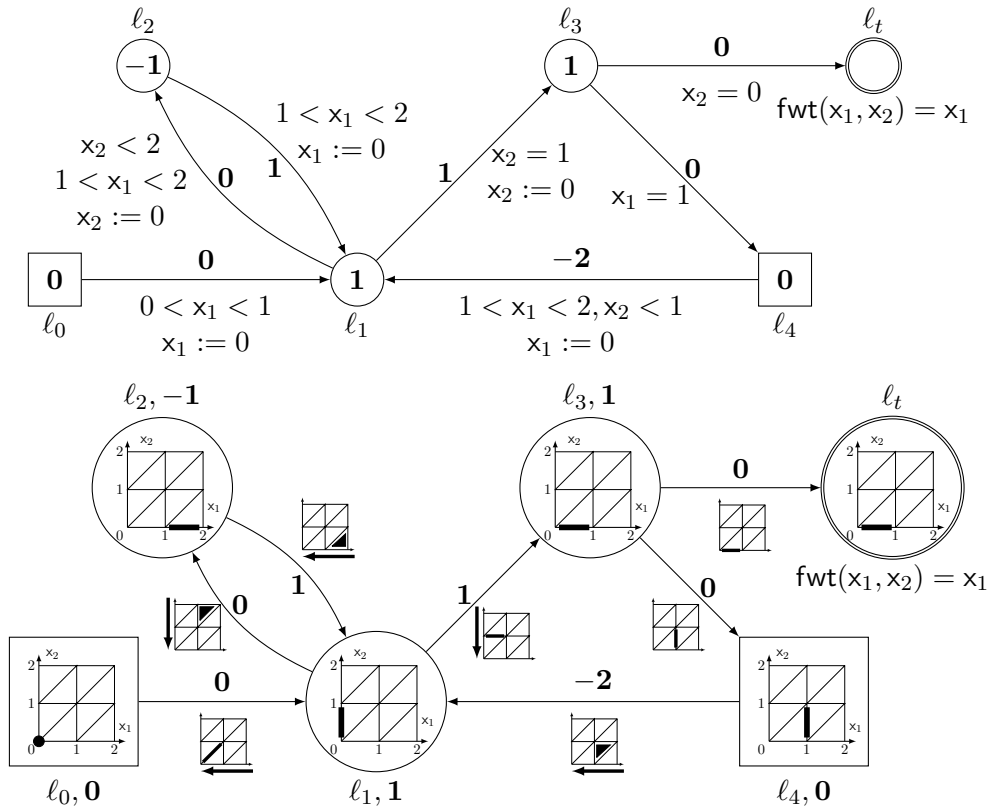 ℓ₂
−1
x₂ < 2
1 < x₁ < 2
x₂ := 0
0
1 < x₁ < 2
1
x₁ := 0
ℓ₃
1
0
x₂ = 0
ℓₜ
fwt(x₁, x₂) = x₁
1
x₂ = 1
x₂ := 0
0
x₁ = 1
0
ℓ₀
0
0 < x₁ < 1
x₁ := 0
1
ℓ₁
−2
1 < x₁ < 2, x₂ < 1
x₁ := 0
0
ℓ₄
ℓ₂, −1
x₂
2
1
0
1
2
x₁
ℓ₃, 1
x₂
2
1
0
1
2
x₁
0
ℓₜ
x₂
2
1
0
1
2
x₁
fwt(x₁, x₂) = x₁
0
1
1
0
x₂
2
1
0
1
2
x₁
ℓ₀, 0
0
x₂
2
1
0
1
2
x₁
ℓ₁, 1
−2
x₂
2
1
0
1
2
x₁
ℓ₄, 0